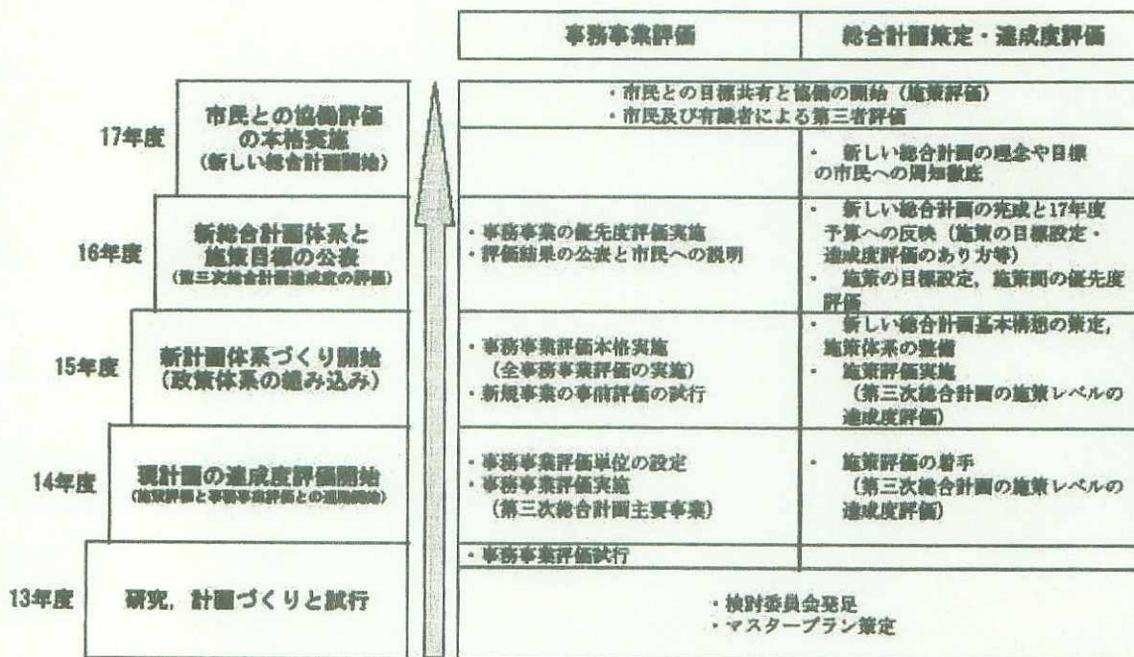 事務事業評価
総合計画策定・達成度評価
17年度
市民との協働評価
の本格実施
(新しい総合計画開始)
・市民との目標共有と協働の開始（施策評価）
・市民及び有識者による第三者評価
・ 新しい総合計画の理念や目標
の市民への周知徹底
16年度
新総合計画体系と
施策目標の公表
(第三次総合計画達成度の評価)
・事務事業の優先度評価実施
・評価結果の公表と市民への説明
・ 新しい総合計画の完成と17年度
予算への反映（施策の目標設定・
達成度評価のあり方等）
・ 施策の目標設定，施策間の優先度
評価
15年度
新計画体系づくり開始
(政策体系の組み込み)
・事務事業評価本格実施
（全事務事業評価の実施）
・新規事業の事前評価の試行
・ 新しい総合計画基本構想の策定，
施策体系の整備
・ 施策評価実施
（第三次総合計画の施策レベルの
達成度評価）
14年度
現計画の達成度評価開始
(施策評価と事務事業評価との連動開始)
・事務事業評価単位の設定
・事務事業評価実施
（第三次総合計画主要事業）
・ 施策評価の着手
（第三次総合計画の施策レベルの
達成度評価）
13年度
研究，計画づくりと試行
・事務事業評価試行
・検討委員会発足
・マスタープラン策定